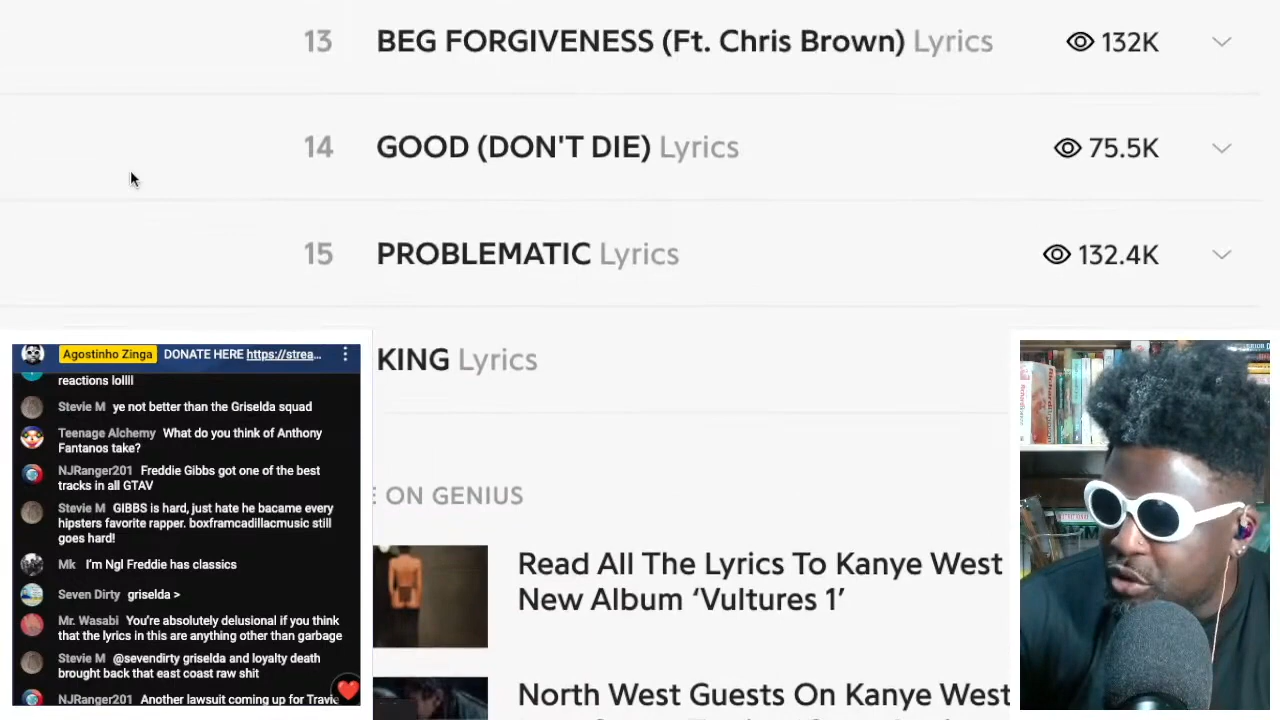 13 BEG FORGIVENESS (Ft. Chris Brown) Lyrics 132K
14 GOOD (DON'T DIE) Lyrics 75.5K
15 PROBLEMATIC Lyrics 132.4K
KING Lyrics
ON GENIUS
Read All The Lyrics To Kanye West
New Album ‘Vultures 1’
North West Guests On Kanye West
Agostinho Zinga DONATE HERE https://strea...
reactions lollll
Stevie M ye not better than the Griselda squad
Teenage Alchemy What do you think of Anthony
Fantanos take?
NJRanger201 Freddie Gibbs got one of the best
tracks in all GTAV
Stevie M GIBBS is hard, just hate he bacame every
hipsters favorite rapper. boxframcadillacmusic still
goes hard!
Mk I’m Ngl Freddie has classics
Seven Dirty griselda >
Mr. Wasabi You’re absolutely delusional if you think
that the lyrics in this are anything other than garbage
Stevie M @sevendirty griselda and loyalty death
brought back that east coast raw shit
NJRanger201 Another lawsuit coming up for Travi